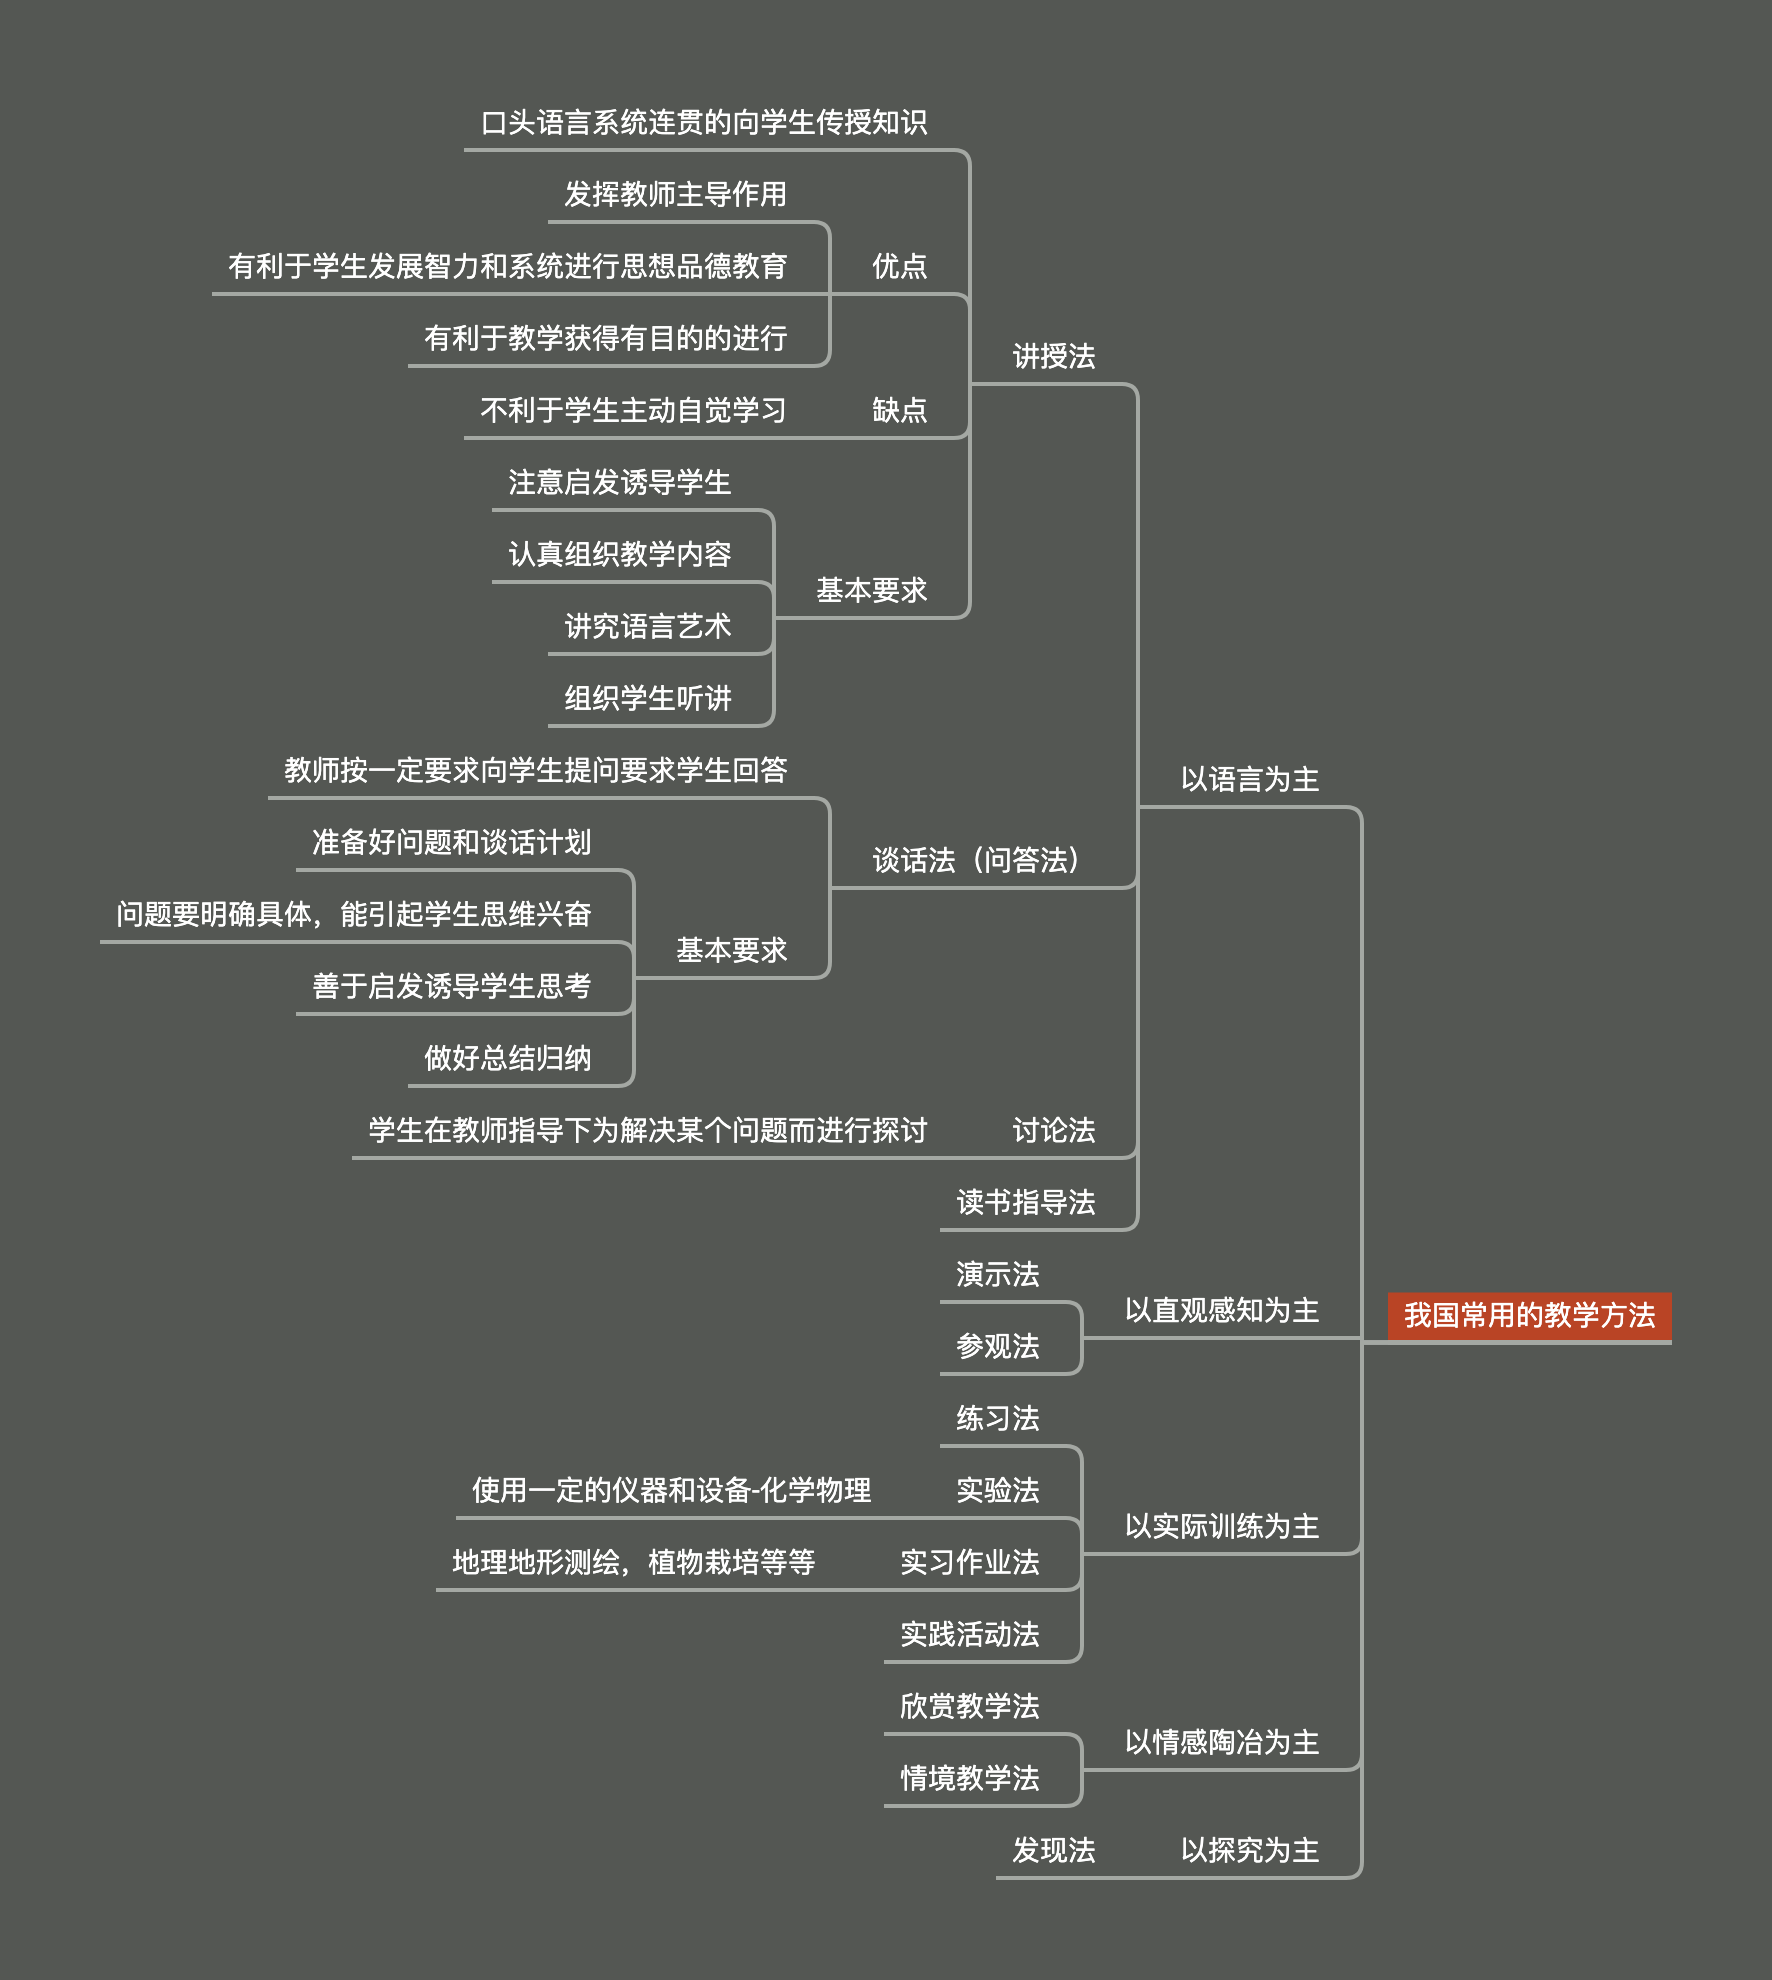 口头语言系统连贯的向学生传授知识
发挥教师主导作用
有利于学生发展智力和系统进行思想品德教育
优点
有利于教学获得有目的的进行
讲授法
不利于学生主动自觉学习
缺点
注意启发诱导学生
认真组织教学内容
基本要求
讲究语言艺术
组织学生听讲
教师按一定要求向学生提问要求学生回答
以语言为主
准备好问题和谈话计划
谈话法（问答法）
问题要明确具体，能引起学生思维兴奋
基本要求
善于启发诱导学生思考
做好总结归纳
学生在教师指导下为解决某个问题而进行探讨
讨论法
读书指导法
演示法
以直观感知为主
我国常用的教学方法
参观法
练习法
使用一定的仪器和设备-化学物理
实验法
以实际训练为主
地理地形测绘，植物栽培等等
实习作业法
实践活动法
欣赏教学法
以情感陶冶为主
情境教学法
发现法
以探究为主